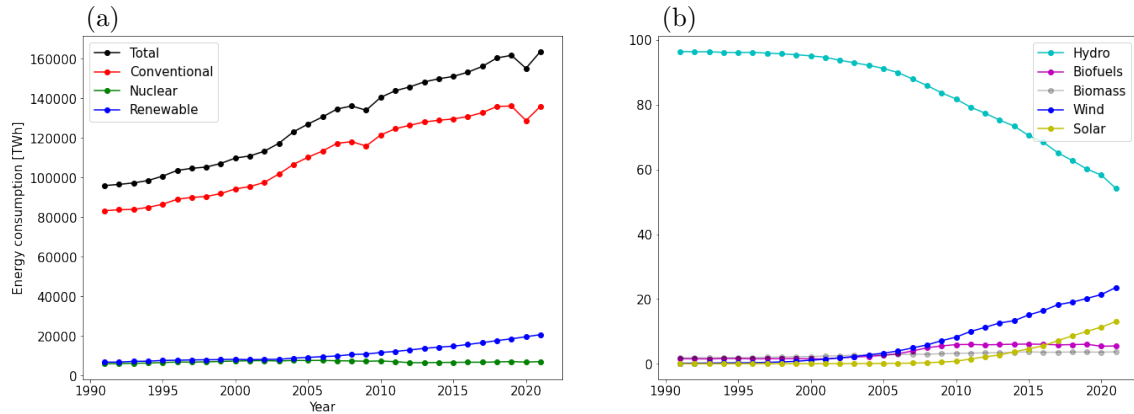 (a)
Total
Conventional
Nuclear
Renewable
Energy consumption [TWh]
160000
140000
120000
100000
80000
60000
40000
20000
0
1990 1995 2000 2005 2010 2015 2020
Year
(b)
Hydro
Biofuels
Biomass
Wind
Solar
100
80
60
40
20
0
1990 1995 2000 2005 2010 2015 2020